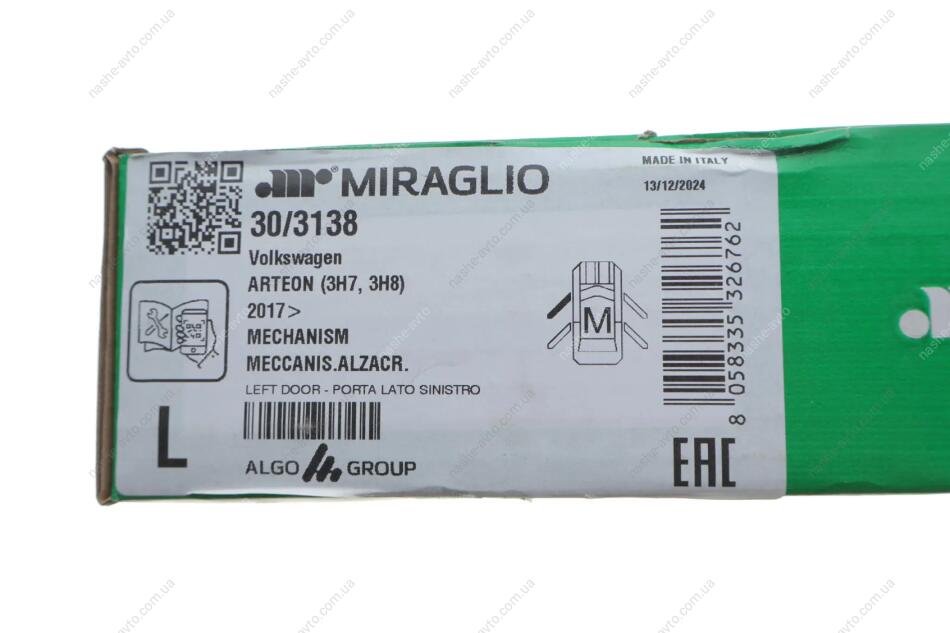 MIRAGLIO
MADE IN ITALY
13/12/2024
30/3138
Volkswagen
ARTEON (3H7, 3H8)
2017>
MECHANISM
MECCANIS.ALZACR.
LEFT DOOR - PORTA LATO SINISTRO
L
ALGO GROUP
M
8 058335 326762
EAC
nashe-avto.com.ua